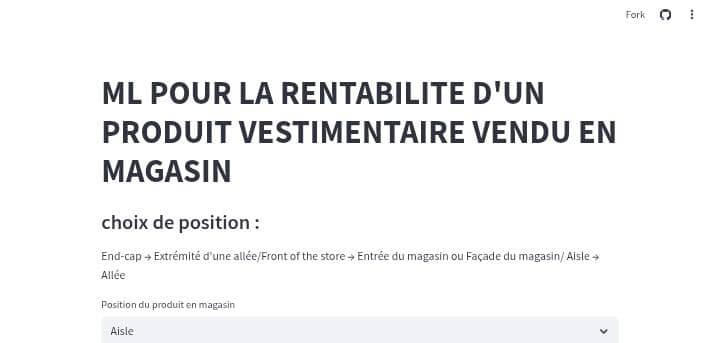 Fork
ML POUR LA RENTABILITE D'UN
PRODUIT VESTIMENTAIRE VENDU EN
MAGASIN
choix de position :
End-cap → Extrémité d'une allée/Front of the store → Entrée du magasin ou Façade du magasin/ Aisle →
Allée
Position du produit en magasin
Aisle